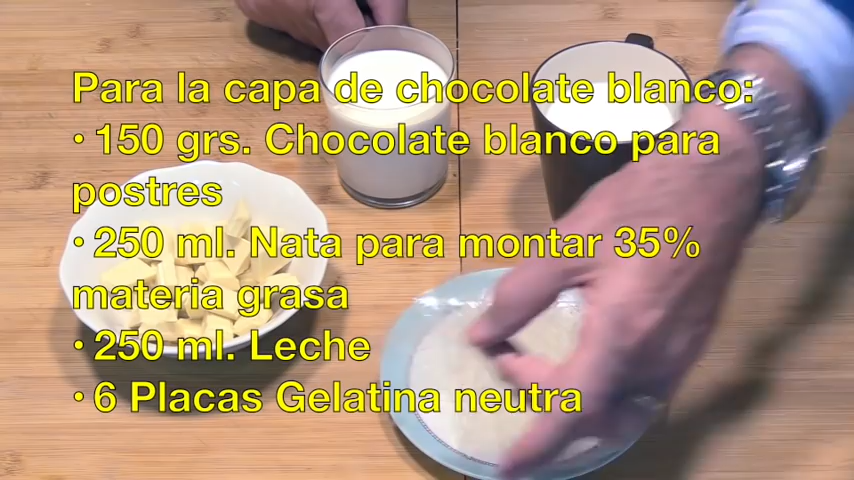 Para la capa de chocolate blanco:
• 150 grs. Chocolate blanco para
postres
• 250 ml. Nata para montar 35%
materia grasa
• 250 ml. Leche
• 6 Placas Gelatina neutra